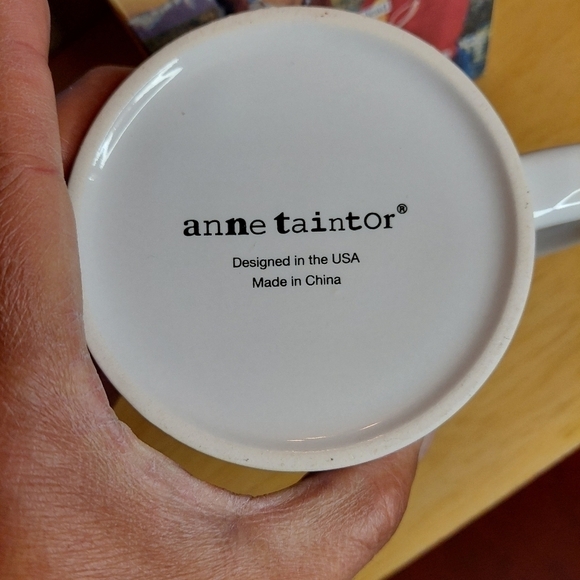 anne taintor®
Designed in the USA
Made in China